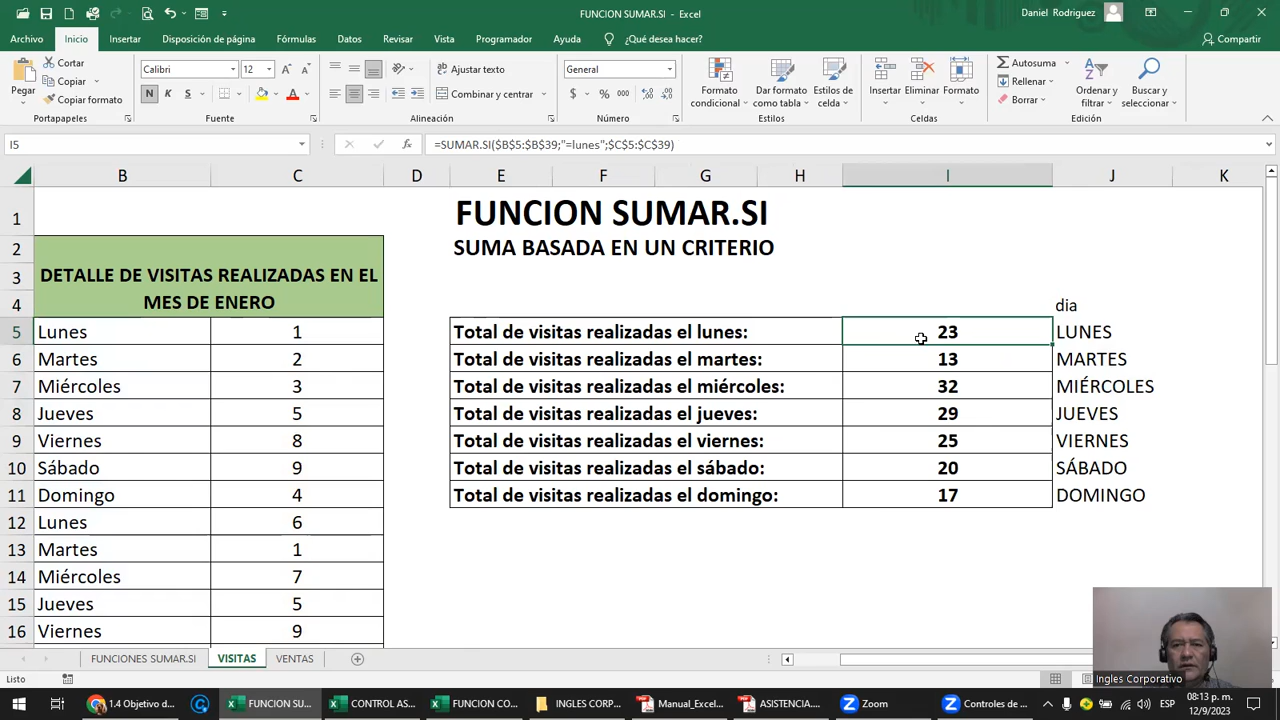 FUNCION SUMAR.SI - Excel
Daniel Rodriguez
Archivo Inicio Insertar Disposición de página Fórmulas Datos Revisar Vista Programador Ayuda ¿Qué desea hacer? Compartir
Pegar
Cortar
Copiar
Copiar formato
Portapapeles
Calibri 12
N K S
Fuente
Ajustar texto
Combinar y centrar
Alineación
General
$ % 000
Número
Formato condicional
Dar formato como tabla
Estilos de celda
Estilos
Insertar Eliminar Formato
Celdas
Autosuma
Rellenar
Borrar
Ordenar y filtrar
Buscar y seleccionar
Edición
I5 fx =SUMAR.SI($B$5:$B$39;"=lunes";$C$5:$C$39)
B C D E F G H I J K
1 FUNCION SUMAR.SI
2 SUMA BASADA EN UN CRITERIO
3 DETALLE DE VISITAS REALIZADAS EN EL
4 MES DE ENERO dia
5 Lunes 1 Total de visitas realizadas el lunes: 23 LUNES
6 Martes 2 Total de visitas realizadas el martes: 13 MARTES
7 Miércoles 3 Total de visitas realizadas el miércoles: 32 MIÉRCOLES
8 Jueves 5 Total de visitas realizadas el jueves: 29 JUEVES
9 Viernes 8 Total de visitas realizadas el viernes: 25 VIERNES
10 Sábado 9 Total de visitas realizadas el sábado: 20 SÁBADO
11 Domingo 4 Total de visitas realizadas el domingo: 17 DOMINGO
12 Lunes 6
13 Martes 1
14 Miércoles 7
15 Jueves 5
16 Viernes 9
FUNCIONES SUMAR.SI VISITAS VENTAS
Listo
Ingles Corporativo
1.4 Objetivo d... FUNCION SU... CONTROL AS... FUNCION CO... INGLES CORP... Manual_Excel... ASISTENCIA.... Zoom Controles de ... ESP 08:13 p. m.
12/9/2023